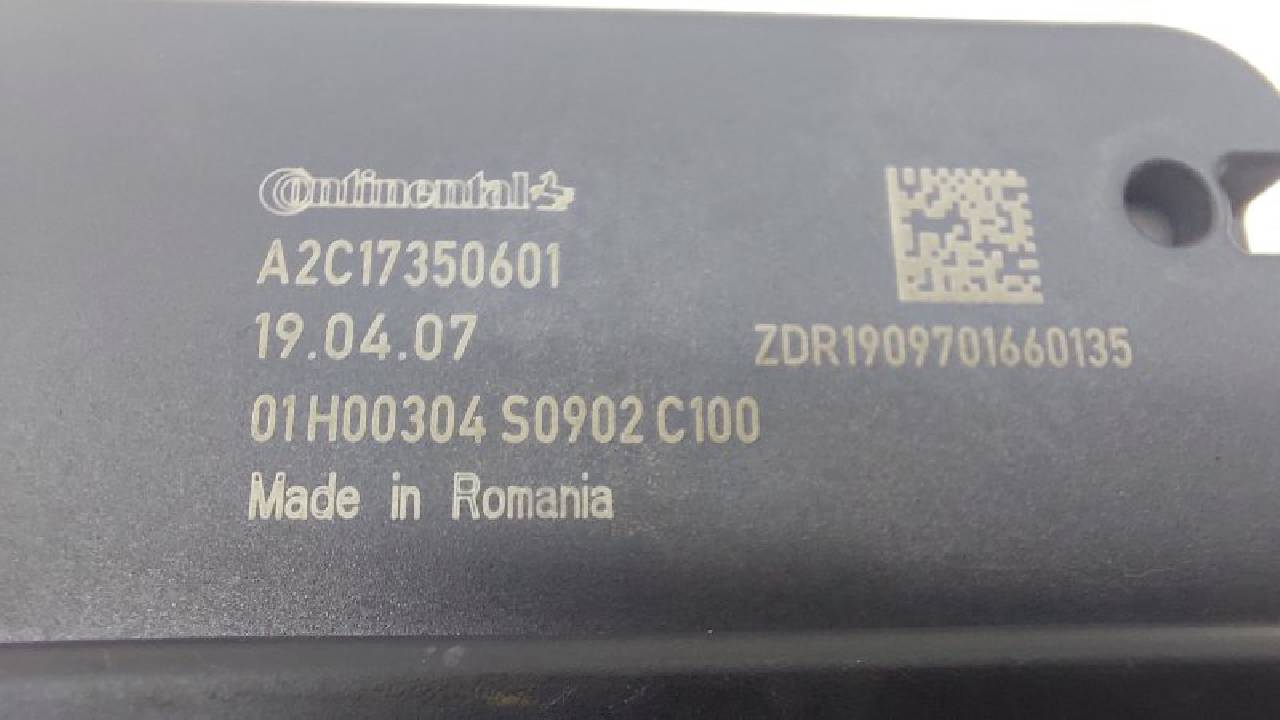 Continental
A2C17350601
19.04.07
ZDR1909701660135
01H00304 S0902 C100
Made in Romania